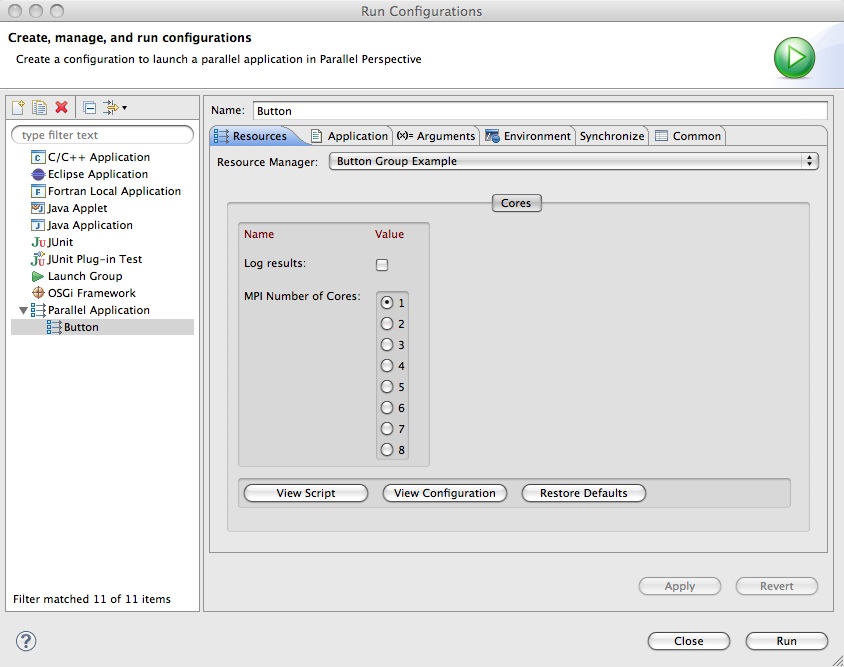 Run Configurations
Create, manage, and run configurations
Create a configuration to launch a parallel application in Parallel Perspective
type filter text
C/C++ Application
Eclipse Application
Fortran Local Application
Java Applet
Java Application
JUnit
JUnit Plug-in Test
Launch Group
OSGi Framework
Parallel Application
Button
Filter matched 11 of 11 items
Name: Button
Resources Application (x)= Arguments Environment Synchronize Common
Resource Manager: Button Group Example
Cores
Name Value
Log results:
MPI Number of Cores: 1
2
3
4
5
6
7
8
View Script View Configuration Restore Defaults
Apply Revert
? Close Run